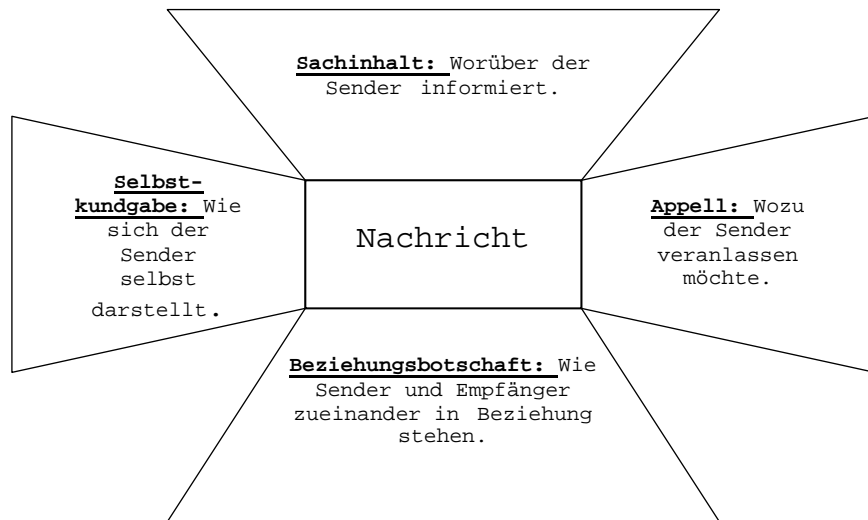 Sachinhalt: Worüber der
Sender informiert.
Selbst-
kundgabe: Wie
sich der
Sender
selbst
darstellt.
Nachricht
Appell: Wozu
der Sender
veranlassen
möchte.
Beziehungsbotschaft: Wie
Sender und Empfänger
zueinander in Beziehung
stehen.